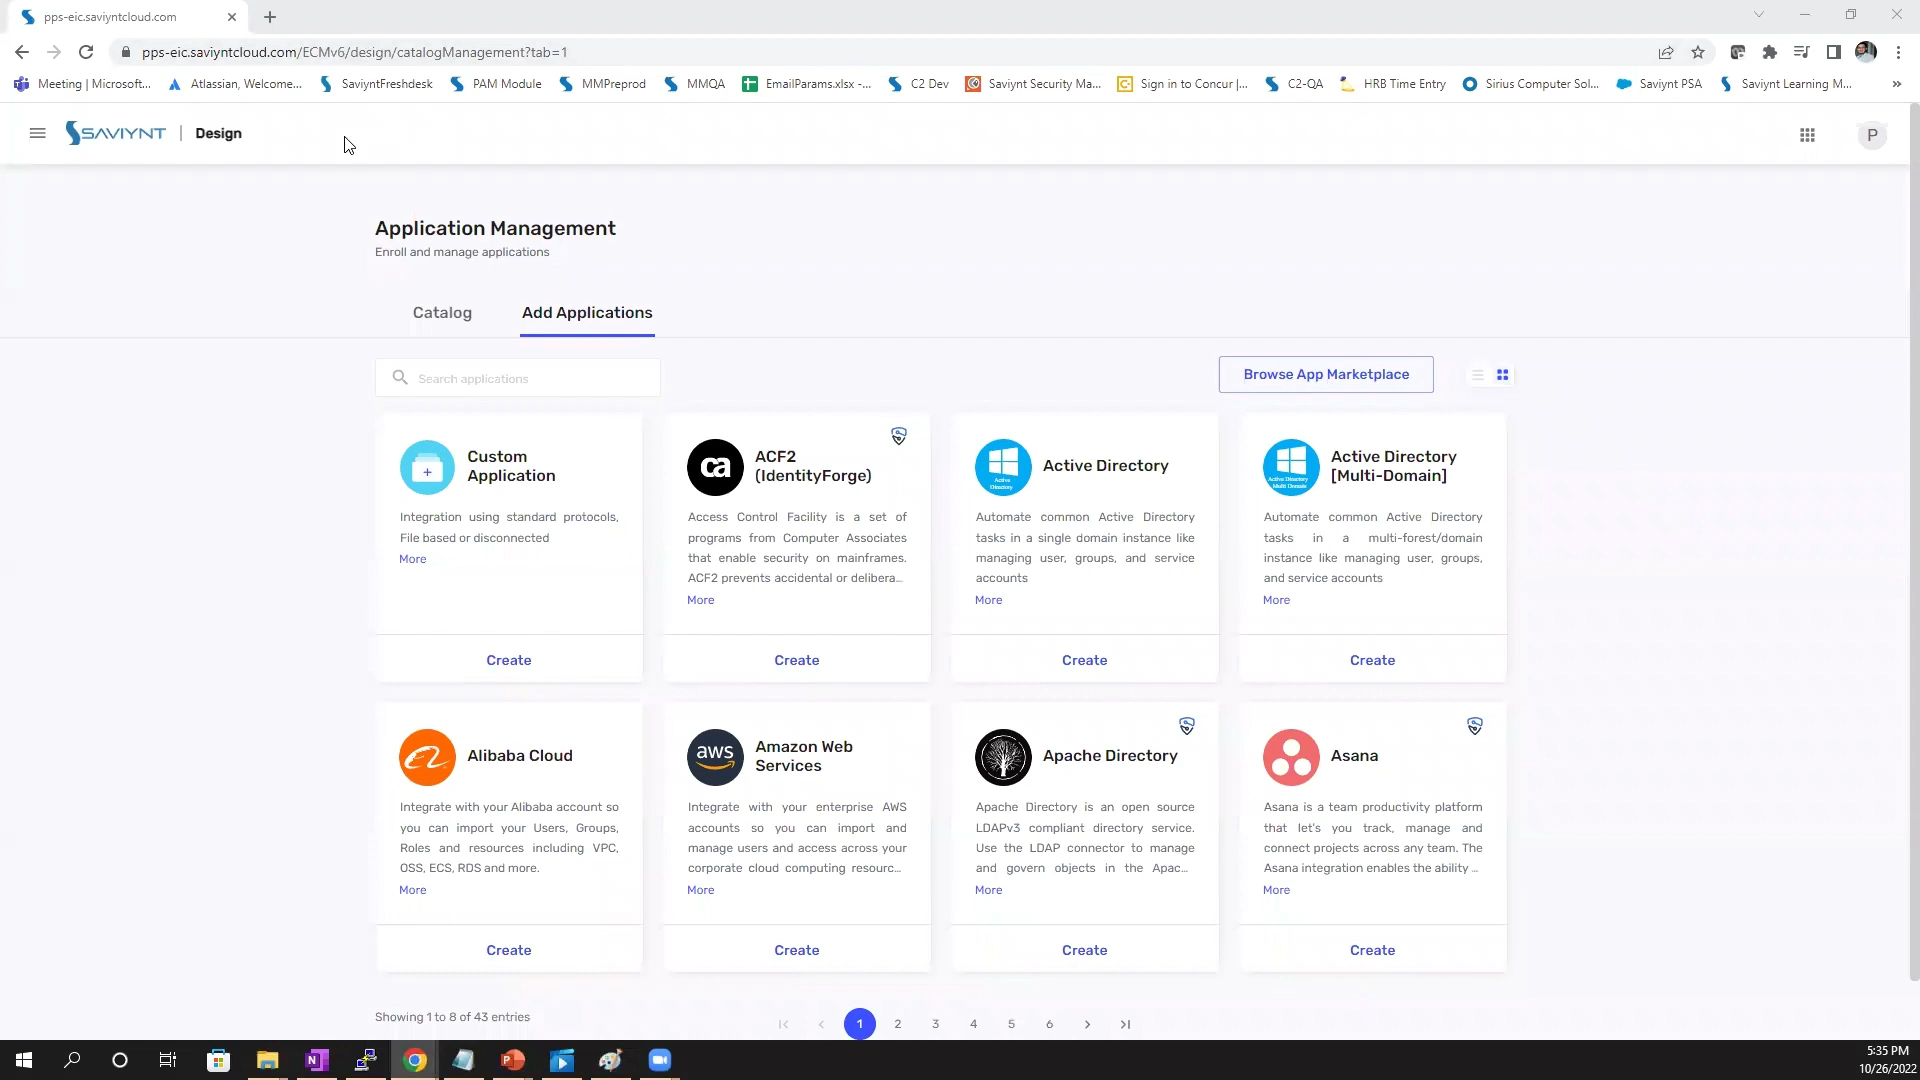 pps-eic.saviyntcloud.com
pps-eic.saviyntcloud.com/ECMv6/design/catalogManagement?tab=1
Meeting | Microsoft...
Atlassian, Welcome...
SaviyntFreshdesk
PAM Module
MMPreprod
MMQA
EmailParams.xlsx -...
C2 Dev
Saviynt Security Ma...
Sign in to Concur |...
C2-QA
HRB Time Entry
Sirius Computer Sol...
Saviynt PSA
Saviynt Learning M...
SAVIYNT
Design
P
Application Management
Enroll and manage applications
Catalog
Add Applications
Search applications
Browse App Marketplace
Custom
Application
Integration using standard protocols,
File based or disconnected
More
Create
ca
ACF2
(IdentityForge)
Access Control Facility is a set of
programs from Computer Associates
that enable security on mainframes.
ACF2 prevents accidental or delibera...
More
Create
Active
Directory
Active Directory
Automate common Active Directory
tasks in a single domain instance like
managing user, groups, and service
accounts
More
Create
Active Directory
Multi Domain
Active Directory
[Multi-Domain]
Automate common Active Directory
tasks in a multi-forest/domain
instance like managing user, groups,
and service accounts
More
Create
Alibaba Cloud
Integrate with your Alibaba account so
you can import your Users, Groups,
Roles and resources including VPC,
OSS, ECS, RDS and more.
More
Create
aws
Amazon Web
Services
Integrate with your enterprise AWS
accounts so you can import and
manage users and access across your
corporate cloud computing resourc...
More
Create
Apache Directory
Apache Directory is an open source
LDAPv3 compliant directory service.
Use the LDAP connector to manage
and govern objects in the Apac...
More
Create
Asana
Asana is a team productivity platform
that let's you track, manage and
connect projects across any team. The
Asana integration enables the ability ...
More
Create
Showing 1 to 8 of 43 entries
1 2 3 4 5 6
5:35 PM
10/26/2022